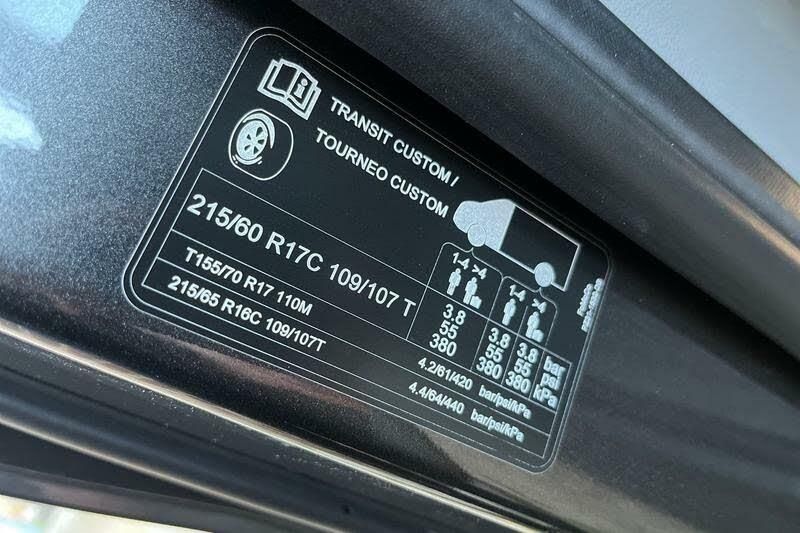 TRANSIT CUSTOM /
TOURNEO CUSTOM
1-4 >4 1-4 >4
215/60 R17C 109/107 T
3.8 3.8 3.8 bar
55 55 55 psi
380 380 380 kPa
T155/70 R17 110M 4.2/61/420 bar/psi/kPa
215/65 R16C 109/107T 4.4/64/440 bar/psi/kPa